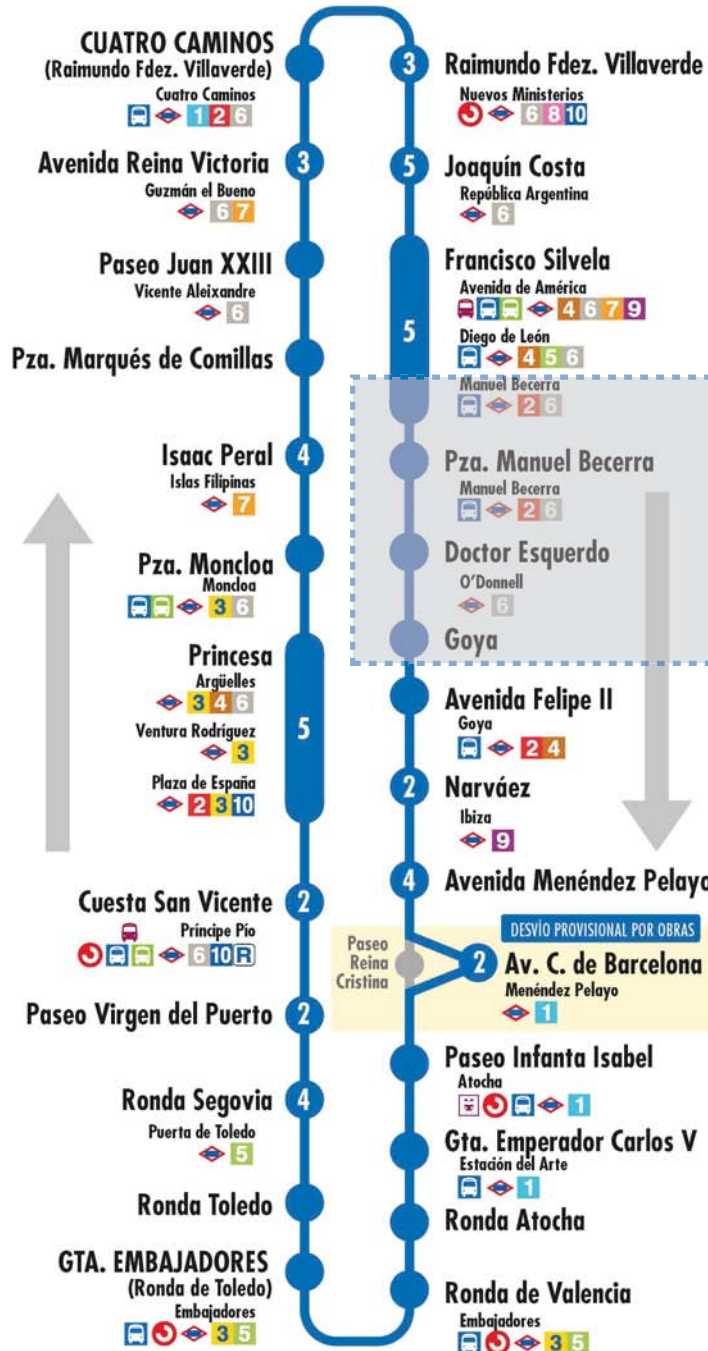 CUATRO CAMINOS
(Raimundo Fdez. Villaverde)
Cuatro Caminos
1 2 6
3
Avenida Reina Victoria
Guzmán el Bueno
6 7
Paseo Juan XXIII
Vicente Aleixandre
6
Pza. Marqués de Comillas
4
Isaac Peral
Islas Filipinas
7
Pza. Moncloa
Moncloa
3 6
Princesa
Argüelles
3 4 6
5
Ventura Rodríguez
3
Plaza de España
2 3 10
2
Cuesta San Vicente
Príncipe Pío
6 10 R
Paseo Virgen del Puerto
2
Ronda Segovia
4
Puerta de Toledo
5
Ronda Toledo
GTA. EMBAJADORES
(Ronda de Toledo)
Embajadores
3 5
3
Raimundo Fdez. Villaverde
Nuevos Ministerios
6 8 10
5
Joaquín Costa
República Argentina
6
Francisco Silvela
Avenida de América
4 6 7 9
5
Diego de León
4 5 6
Manuel Becerra
2 6
Pza. Manuel Becerra
Manuel Becerra
2 6
Doctor Esquerdo
O'Donnell
6
Goya
Avenida Felipe II
Goya
2 4
2
Narváez
Ibiza
9
4
Avenida Menéndez Pelayo
DESVÍO PROVISIONAL POR OBRAS
Paseo
Reina
Cristina
2
Av. C. de Barcelona
Menéndez Pelayo
1
Paseo Infanta Isabel
Atocha
1
Gta. Emperador Carlos V
Estación del Arte
1
Ronda Atocha
Ronda de Valencia
Embajadores
3 5